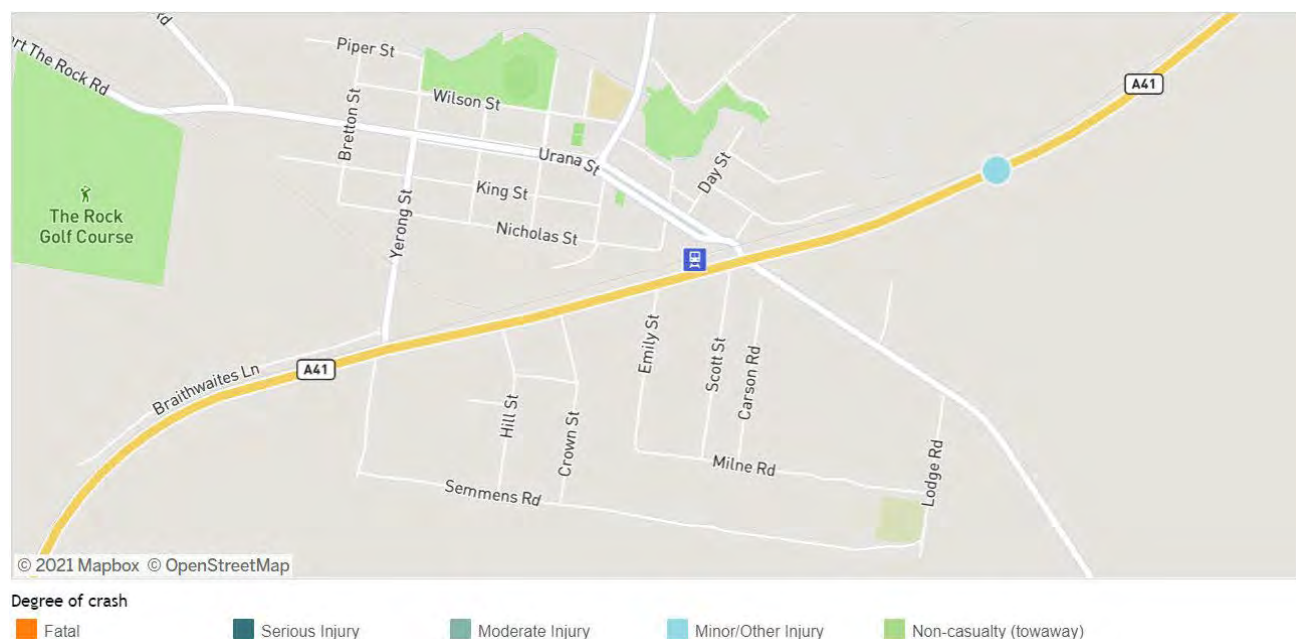 Rd
Piper St
A41
rt The Rock Rd
Wilson St
Bretton St
Urana St
Day St
King St
The Rock
Golf Course
Yerong St
Nicholas St
Emily St
Scott St
Carson Rd
A41
Braithwaites Ln
Hill St
Crown St
Lodge Rd
Milne Rd
Semmens Rd
© 2021 Mapbox © OpenStreetMap
Degree of crash
Fatal Serious Injury Moderate Injury Minor/Other Injury Non-casualty (towaway)